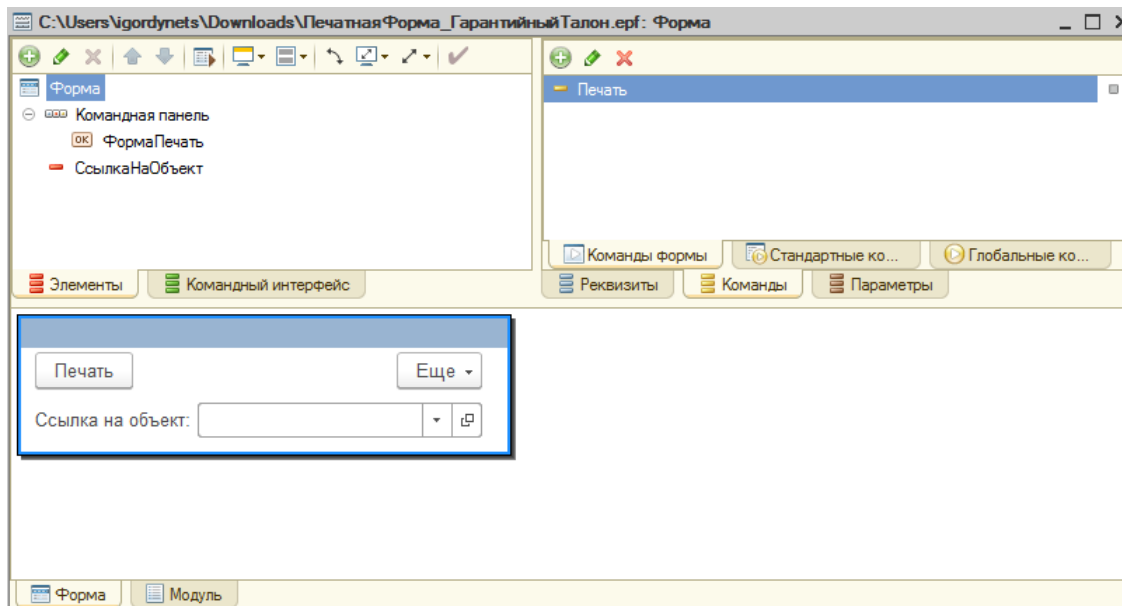 C:\Users\igordynets\Downloads\ПечатнаяФорма_ГарантийныйТалон.epf: Форма
Форма
Командная панель
OK ФормаПечать
СсылкаНаОбъект
Элементы Командный интерфейс
Печать
Команды формы Стандартные ко... Глобальные ко...
Реквизиты Команды Параметры
Печать Еще
Ссылка на объект:
Форма Модуль